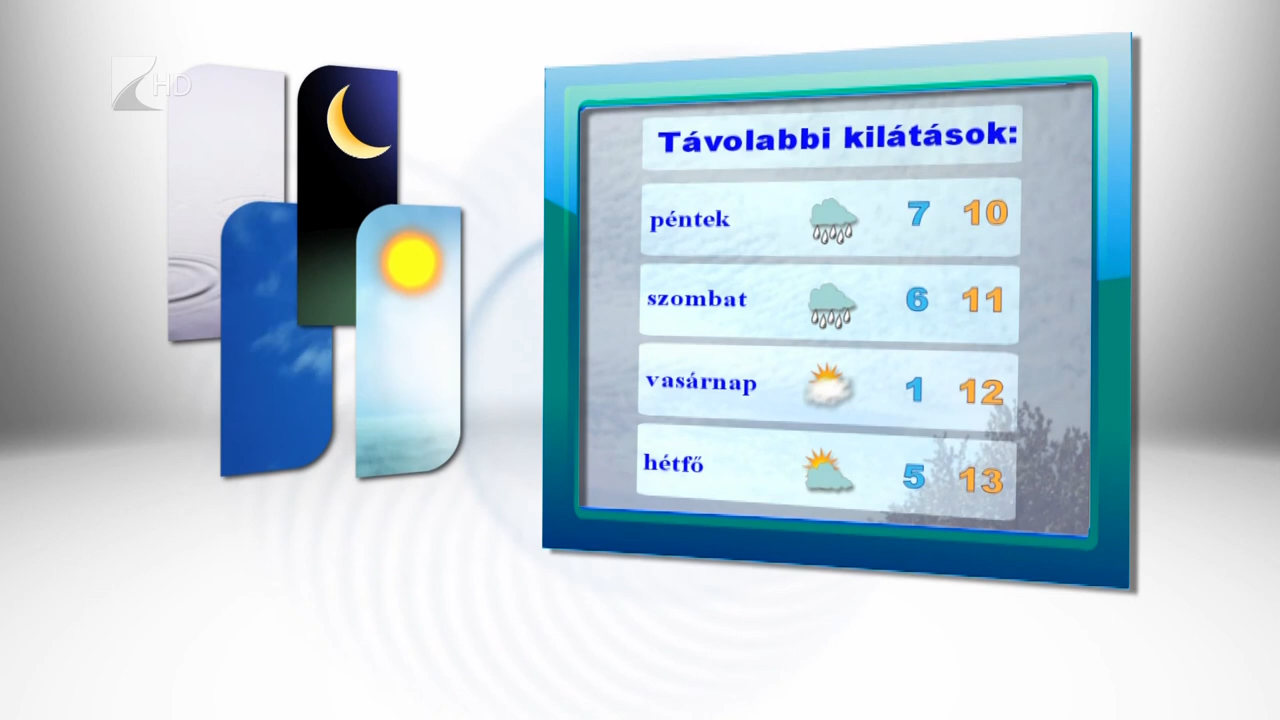 HD
Távolabbi kilátások:
péntek 7 10
szombat 6 11
vasárnap 1 12
hétfő 5 13